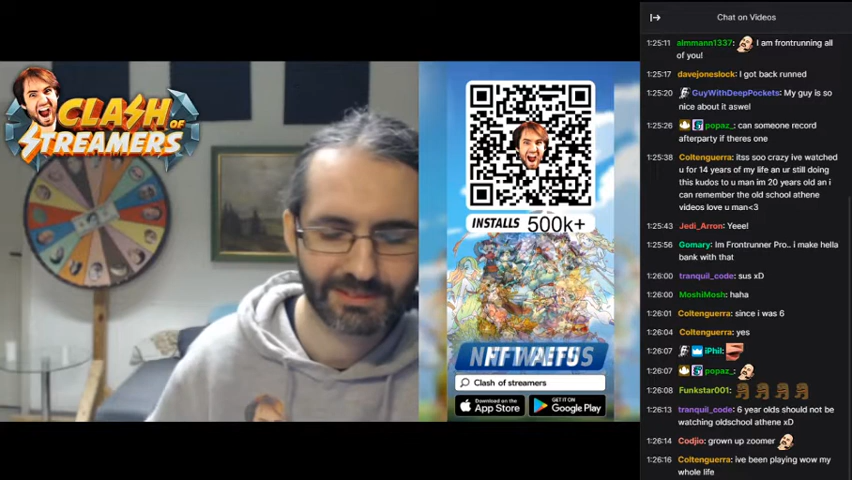 CLASH
OF
STREAMERS
INSTALLS 500k+
Clash of streamers
Download on the
App Store
GET IT ON
Google Play
Chat on Videos
1:25:11 almmann1337: I am frontrunning all
of you!
1:25:17 davejoneslock: I got back runned
1:25:20 GuyWithDeepPockets: My guy is so
nice about it aswel
1:25:26 popaz_: can someone record
afterparty if theres one
1:25:38 Coltenguerra: itss soo crazy ive watched
u for 14 years of my life an ur still doing
this kudos to u man im 20 years old an i
can remember the old school athene
videos love u man<3
1:25:43 Jedi_Arron: Yeee!
1:25:56 Gomary: Im Frontrunner Pro.. i make hella
bank with that
1:26:00 tranquil_code: sus xD
1:26:00 MoshiMosh: haha
1:26:01 Coltenguerra: since i was 6
1:26:04 Coltenguerra: yes
1:26:07 iPhil:
1:26:07 popaz_:
1:26:08 Funkstar001:
1:26:13 tranquil_code: 6 year olds should not be
watching oldschool athene xD
1:26:14 Codjio: grown up zoomer
1:26:16 Coltenguerra: ive been playing wow my
whole life